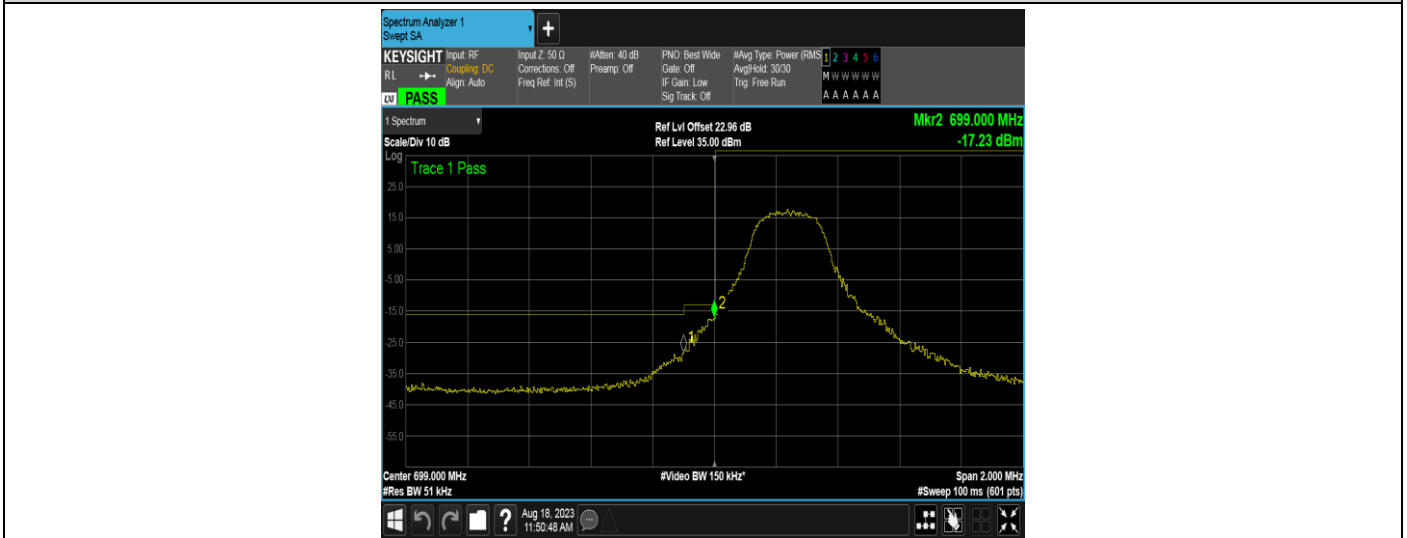 Spectrum Analyzer 1
Swept SA
+
KEYSIGHT Input: RF Input Z: 50 Ω #Atten: 40 dB PNO: Best Wide #Avg Type: Power (RMS 1 2 3 4 5 6
RL Coupling: DC Corrections: Off Preamp: Off Gate: Off Avg|Hold: 30/30 M W W W W W
Align: Auto Freq Ref: Int (S) IF Gain: Low Trig: Free Run
LXI PASS Sig Track: Off A A A A A A
1 Spectrum Ref Lvl Offset 22.96 dB Mkr2 699.000 MHz
Scale/Div 10 dB Ref Level 35.00 dBm -17.23 dBm
Log
Trace 1 Pass
25.0
15.0
5.00
-5.00
2
-15.0
1
-25.0
-35.0
-45.0
-55.0
Center 699.000 MHz #Video BW 150 kHz* Span 2.000 MHz
#Res BW 51 kHz #Sweep 100 ms (601 pts)
? Aug 18, 2023
11:50:48 AM